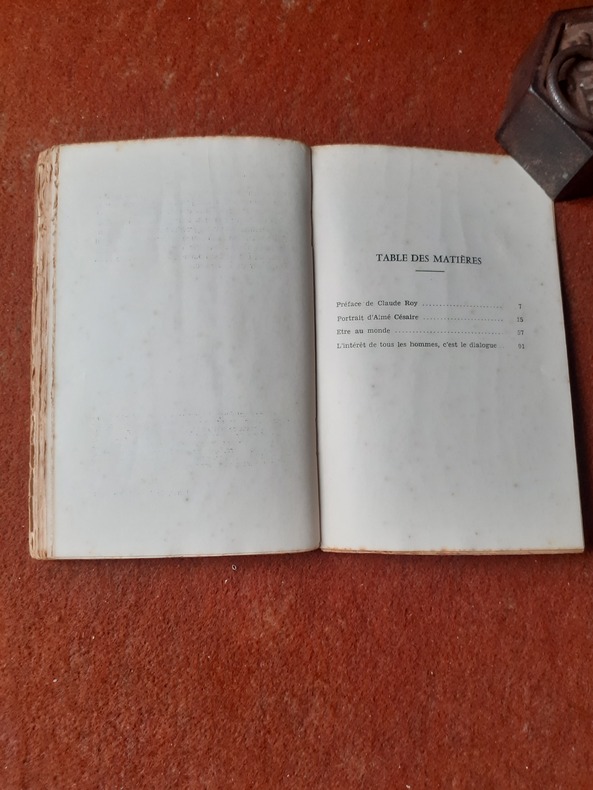 TABLE DES MATIÈRES
Préface de Claude Roy ........................ 7
Portrait d'Aimé Césaire ........................ 15
Etre au monde ................................ 27
L'intérêt de tous les hommes, c'est le dialogue .. 91